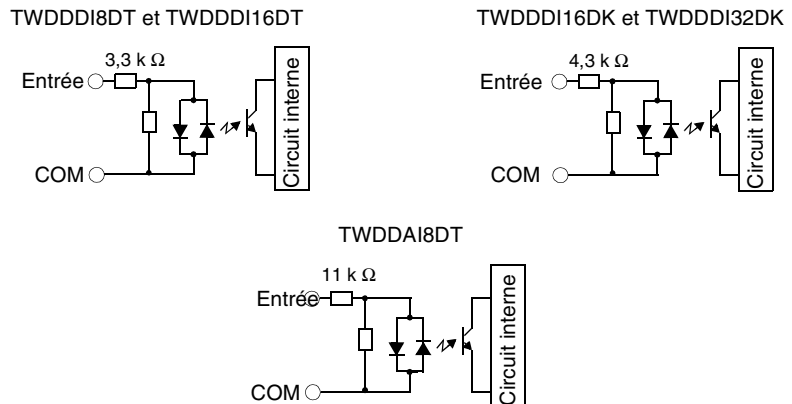 TWDDDI8DT et TWDDDI16DT
3,3 k Ω
Entrée
COM
Circuit interne
TWDDDI16DK et TWDDDI32DK
4,3 k Ω
Entrée
COM
Circuit interne
TWDDAI8DT
11 k Ω
Entrée
COM
Circuit interne